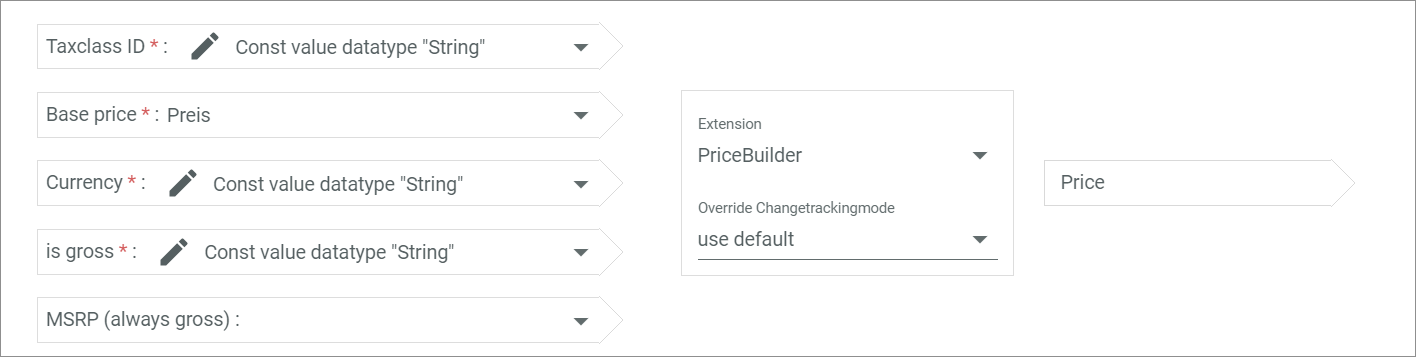 Taxclass ID * : Const value datatype "String"
Base price * : Preis
Currency * : Const value datatype "String"
is gross * : Const value datatype "String"
MSRP (always gross) :
Extension
PriceBuilder
Override Changetrackingmode
use default
Price